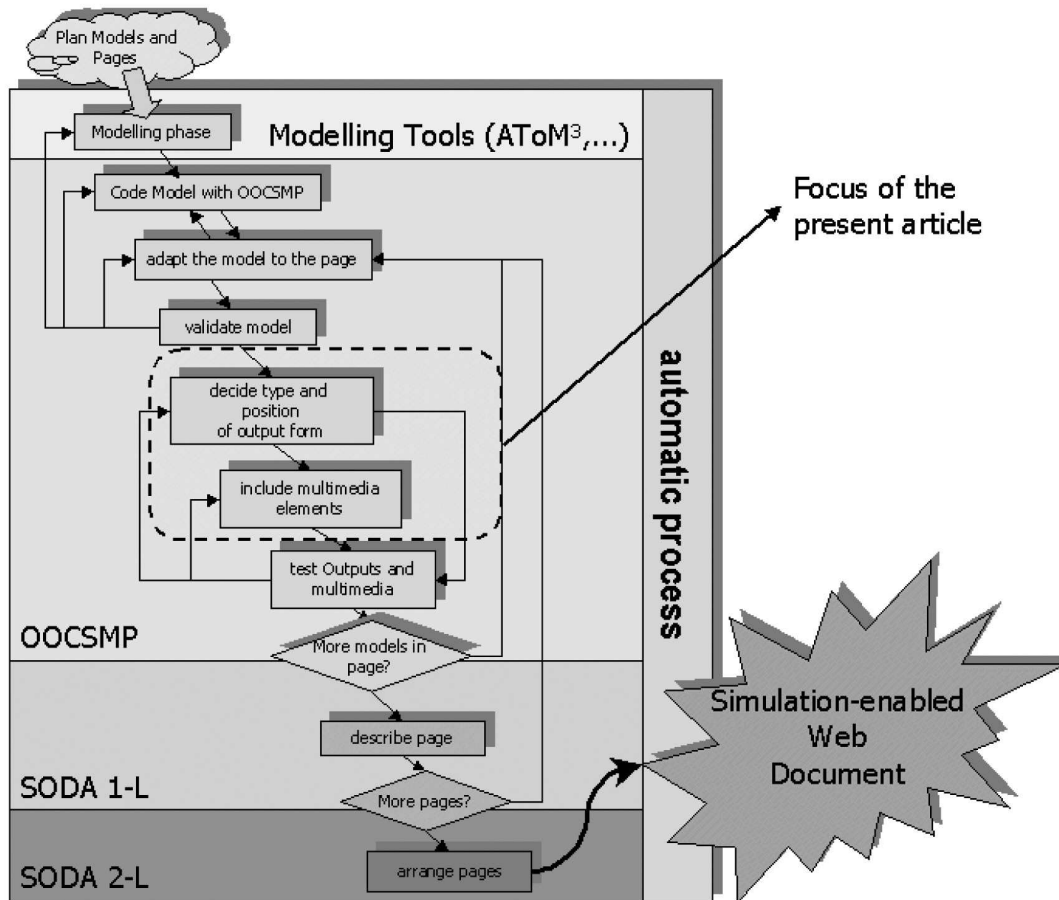 Plan Models and
Pages
Modelling phase
Modelling Tools (AToM³,...)
Code Model with OOCSMP
Focus of the
present article
adapt the model to the page
validate model
decide type and
position
of output form
automatic process
include multimedia
elements
test Outputs and
multimedia
OOCSMP
More models in
page?
Simulation-enabled
Web
Document
describe page
SODA 1-L
More pages?
SODA 2-L
arrange pages